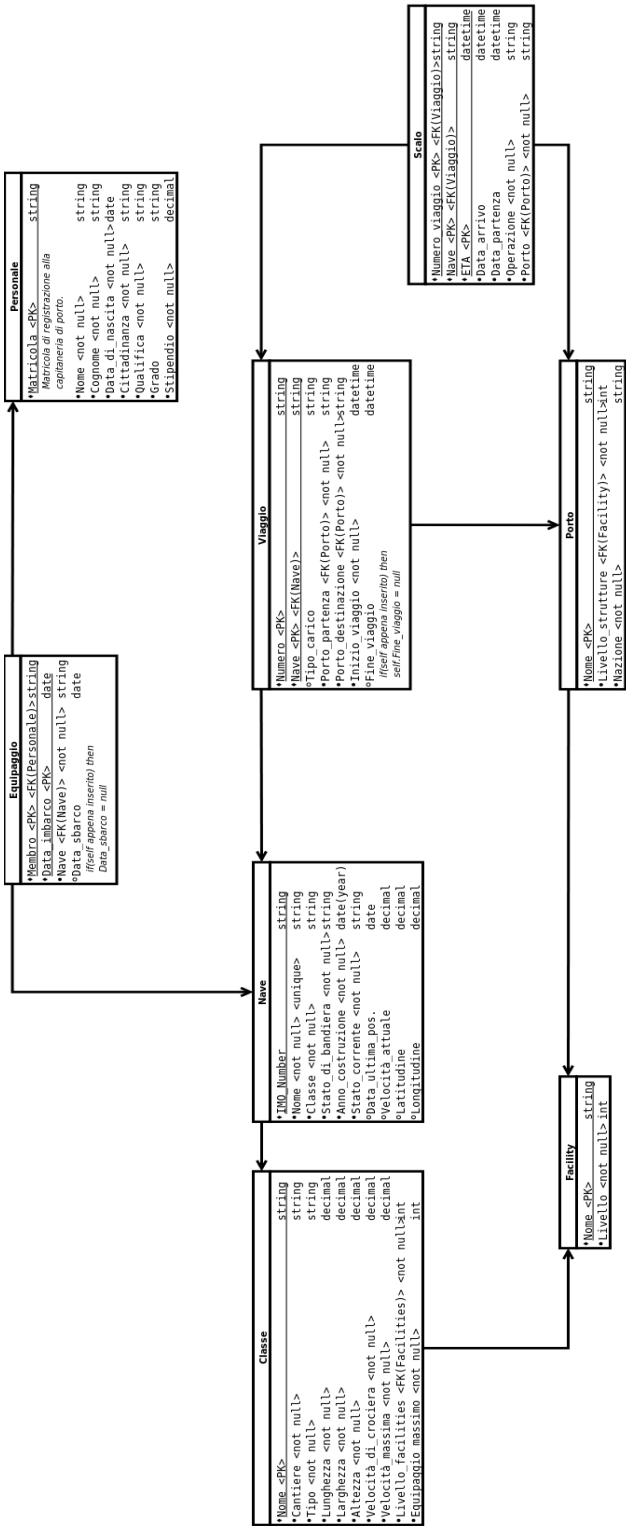 Classe
•Nome <PK> string
•Cantiere <not null> string
•Tipo <not null> string
•Lunghezza <not null> decimal
•Larghezza <not null> decimal
•Altezza <not null> decimal
•Velocità_di_crociera <not null> decimal
•Velocità_massima <not null> decimal
•Livello_facilities <FK(Facilities)> <not null>int
•Equipaggio massimo <not null> int
Nave
•IMO_Number string
•Nome <not null> <unique> string
•Classe <not null> string
•Stato_di_bandiera <not null>string
•Anno_costruzione <not null> date(year)
•Stato_corrente <not null> string
oData_ultima_pos. date
oVelocità_attuale decimal
oLatitudine decimal
oLongitudine decimal
Equipaggio
•Membro <PK> <FK(Personale)>string
•Data_imbarco <PK> date
•Nave <FK(Nave)> <not null> string
oData_sbarco date
if(self appena inserito) then
Data_sbarco = null
Personale
•Matricola <PK> string
Matricola di registrazione alla
capitaneria di porto.
•Nome <not null> string
•Cognome <not null> string
•Data_di_nascita <not null>date
•Cittadinanza <not null> string
•Qualifica <not null> string
•Grado string
•Stipendio <not null> decimal
Viaggio
•Numero <PK> string
•Nave <PK> <FK(Nave)> string
oTipo_carico string
•Porto_partenza <FK(Porto)> <not null> string
•Porto_destinazione <FK(Porto)> <not null>string
•Inizio_viaggio <not null> datetime
oFine_viaggio datetime
if(self appena inserito) then
self.Fine_viaggio = null
Scalo
•Numero_viaggio <PK> <FK(Viaggio)>string
•Nave <PK> <FK(Viaggio)> string
•ETA <PK> datetime
•Data_arrivo datetime
•Data_partenza datetime
•Operazione <not null> string
•Porto <FK(Porto)> <not null> string
Facility
•Nome <PK> string
•Livello <not null> int
Porto
•Nome <PK> string
•Livello_strutture <FK(Facility)> <not null>int
•Nazione <not null> string